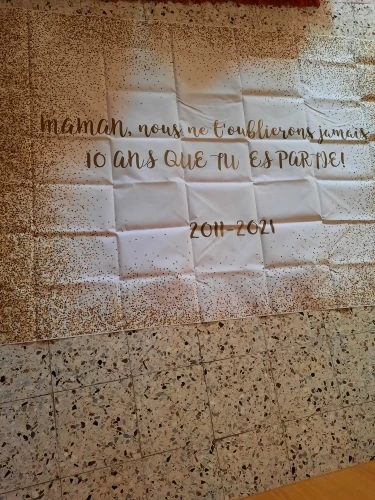 MAMAN, nous ne t'oublierons jamais
10 ANS QUE TU ES PARTIE!
2011-2021